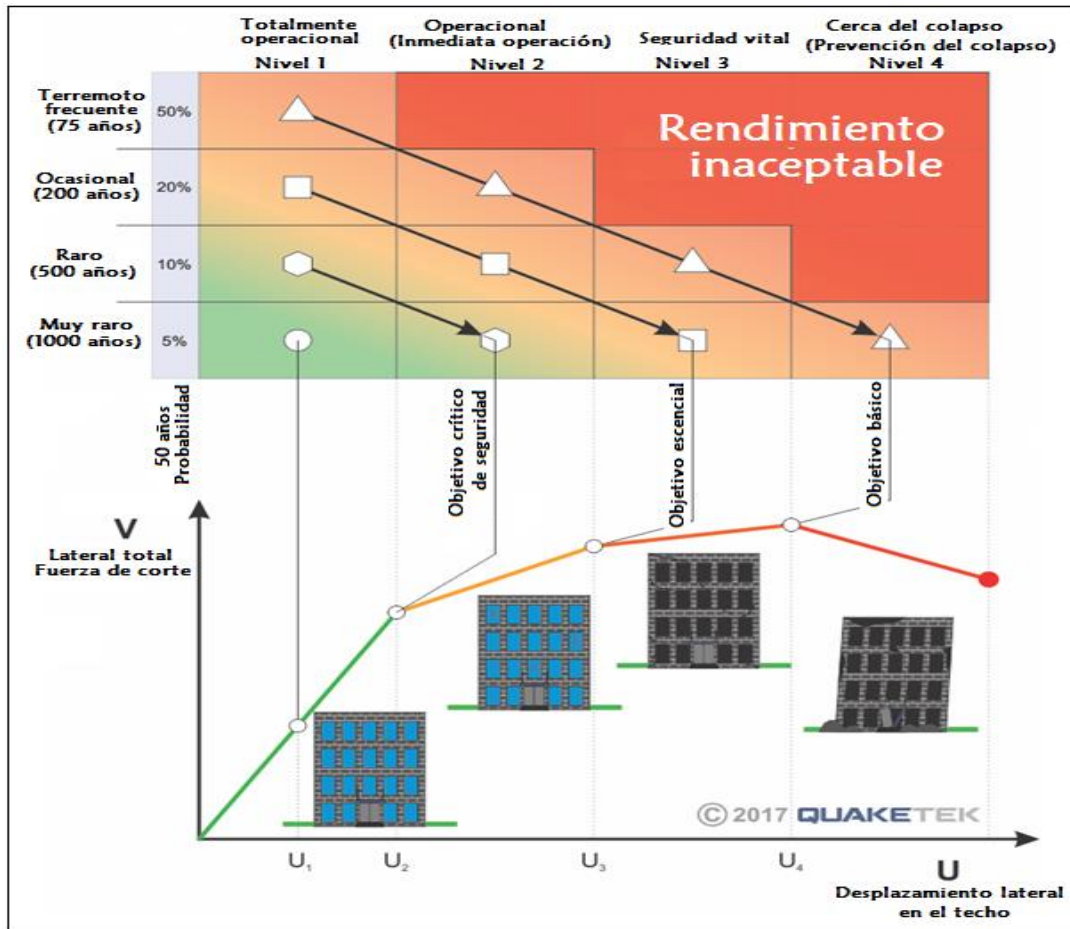 Totalmente
operacional
Nivel 1
Operacional
(Inmediata operación)
Nivel 2
Seguridad vital
Nivel 3
Cerca del colapso
(Prevención del colapso)
Nivel 4
Terremoto
frecuente
(75 años)
50%
Rendimiento
inaceptable
Ocasional
(200 años)
20%
Raro
(500 años)
10%
Muy raro
(1000 años)
5%
50 años
Probabilidad
Objetivo crítico
de seguridad
Objetivo escencial
Objetivo básico
V
Lateral total
Fuerza de corte
© 2017 QUAKETEK
U1
U2
U3
U4
U
Desplazamiento lateral
en el techo